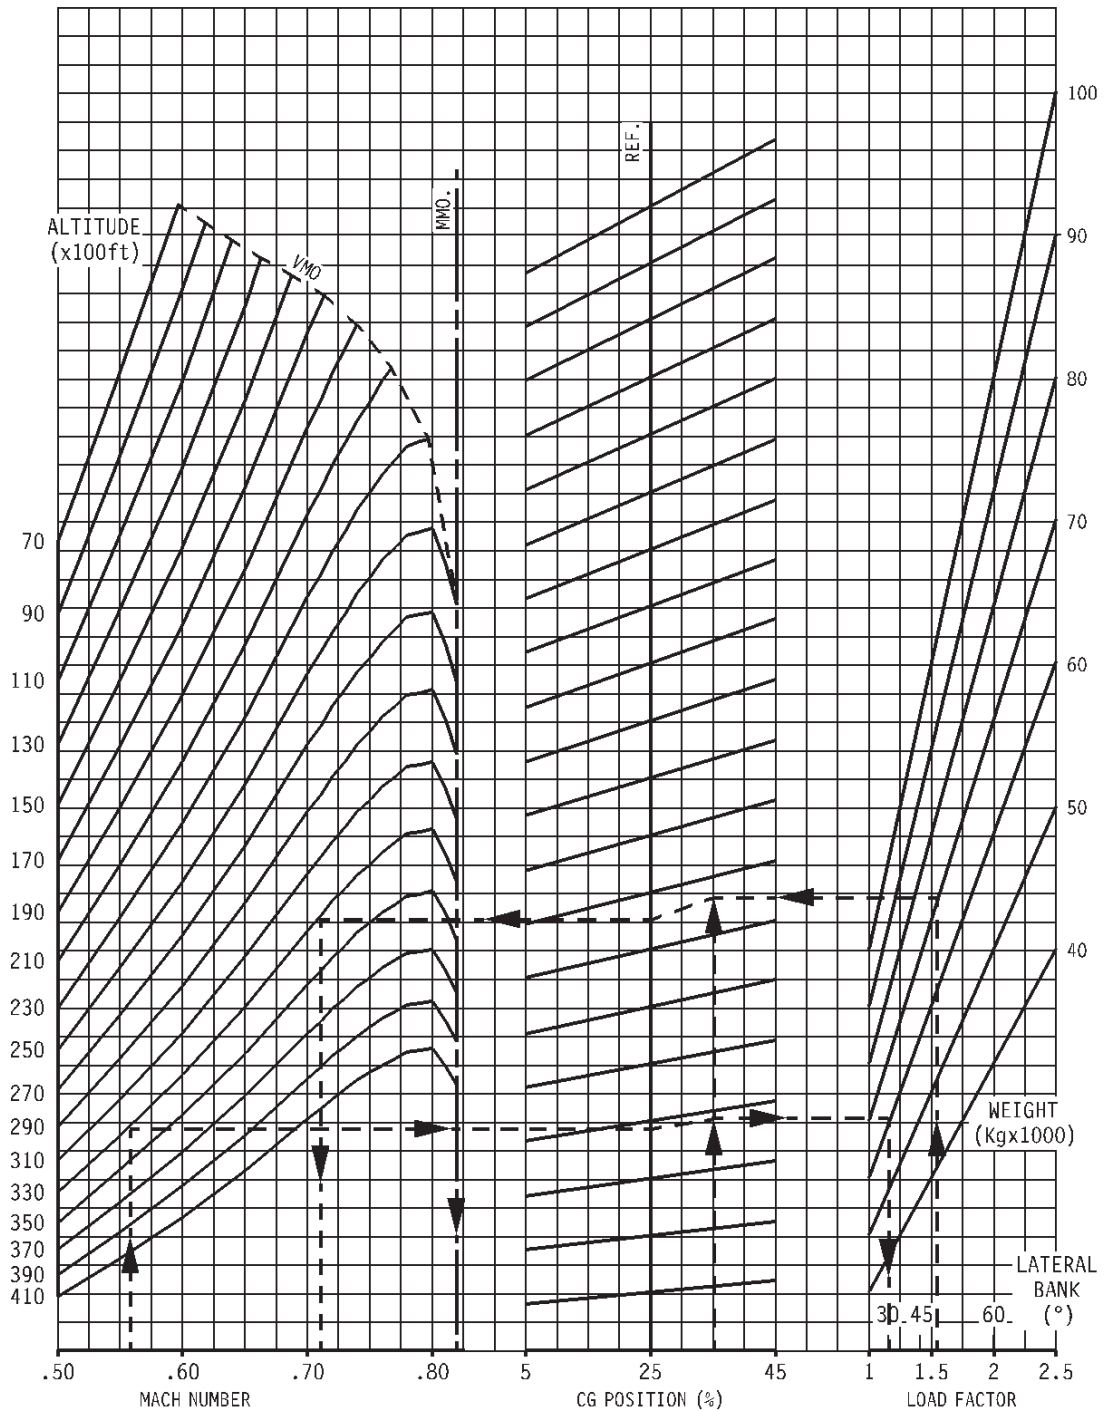 ALTITUDE
(x100ft)
VMO
MMO.
REF.
70
90
110
130
150
170
190
210
230
250
270
290
310
330
350
370
390
410
100
90
80
70
60
50
40
WEIGHT
(Kgx1000)
LATERAL
BANK
(°)
30 45 60
.50 .60 .70 .80
5 25 45
1 1.5 2 2.5
MACH NUMBER
CG POSITION (%)
LOAD FACTOR